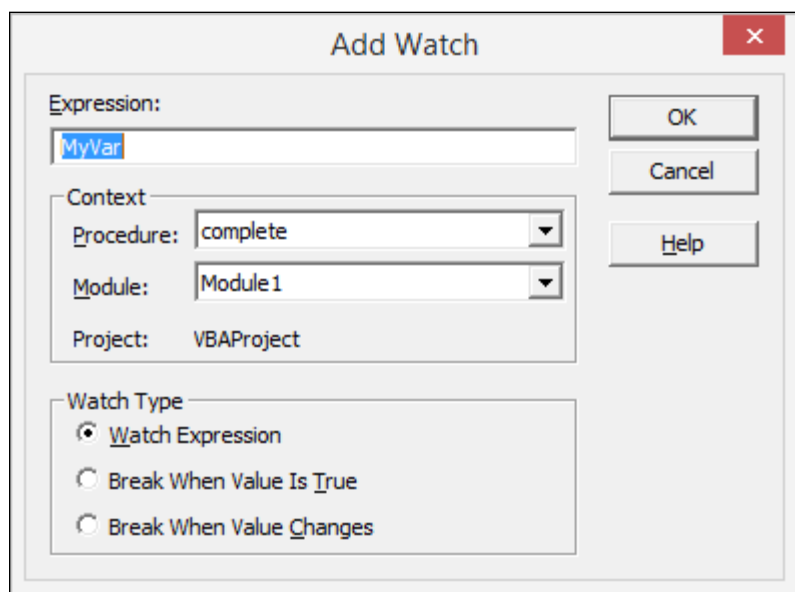 Add Watch
Expression:
MyVar
OK
Cancel
Help
Context
Procedure: complete
Module: Module1
Project: VBAProject
Watch Type
Watch Expression
Break When Value Is True
Break When Value Changes